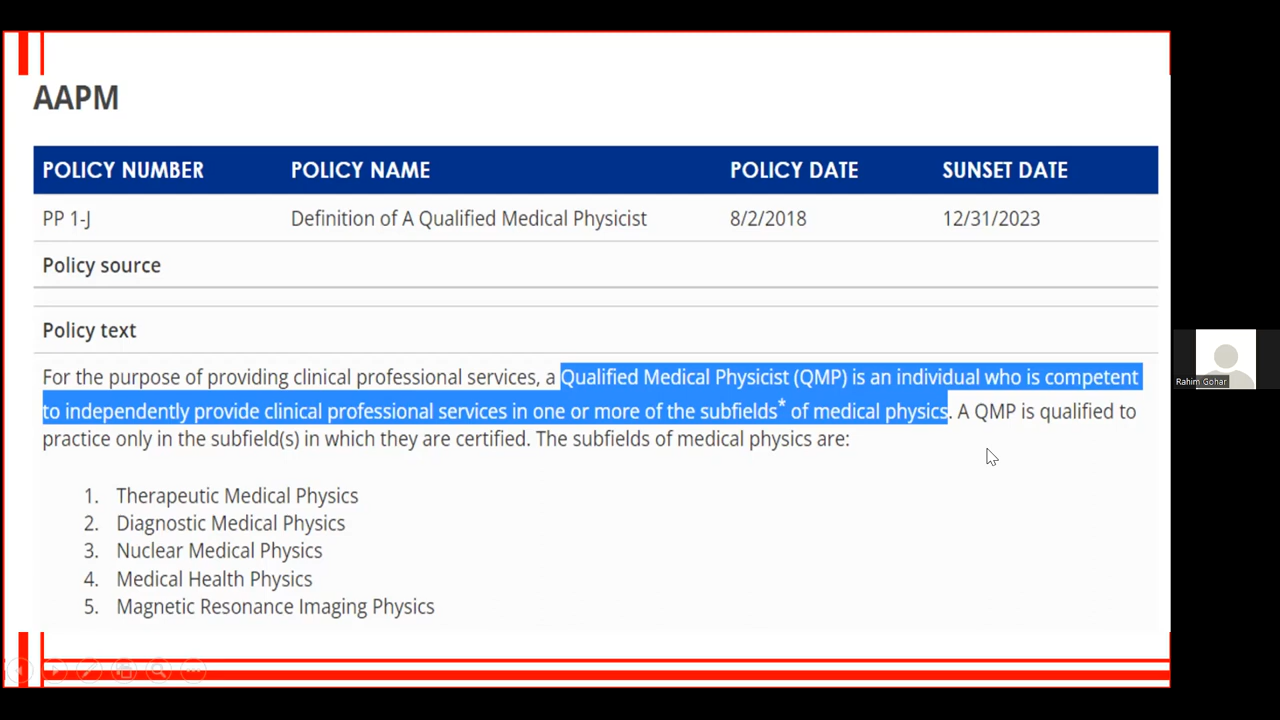 AAPM
POLICY NUMBER POLICY NAME POLICY DATE SUNSET DATE
PP 1-J Definition of A Qualified Medical Physicist 8/2/2018 12/31/2023
Policy source
Policy text
For the purpose of providing clinical professional services, a Qualified Medical Physicist (QMP) is an individual who is competent
to independently provide clinical professional services in one or more of the subfields* of medical physics. A QMP is qualified to
practice only in the subfield(s) in which they are certified. The subfields of medical physics are:
1. Therapeutic Medical Physics
2. Diagnostic Medical Physics
3. Nuclear Medical Physics
4. Medical Health Physics
5. Magnetic Resonance Imaging Physics
Rahim Gohar